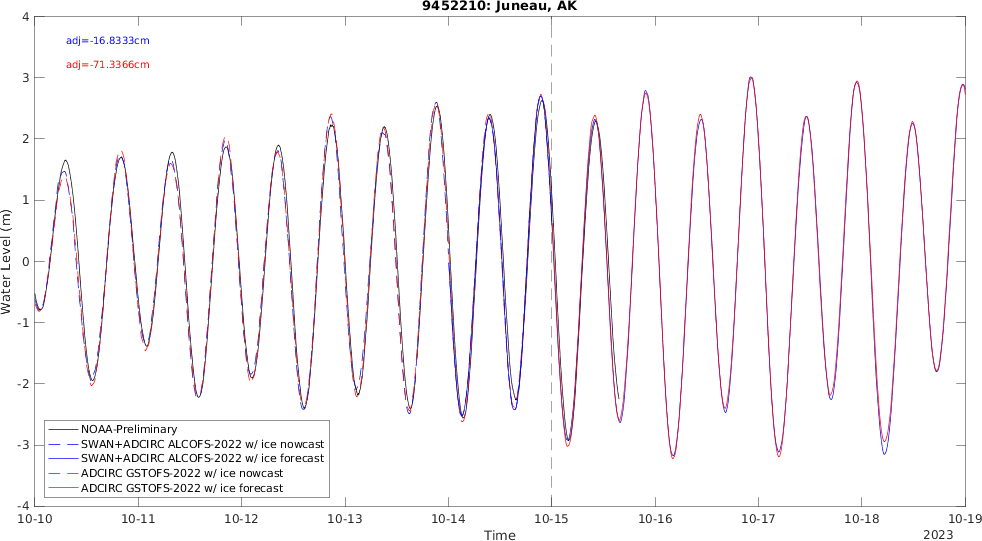 9452210: Juneau, AK
adj=-16.8333cm
adj=-71.3366cm
Water Level (m)
4
3
2
1
0
-1
-2
-3
-4
NOAA-Preliminary
SWAN+ADCIRC ALCOFS-2022 w/ ice nowcast
SWAN+ADCIRC ALCOFS-2022 w/ ice forecast
ADCIRC GSTOFS-2022 w/ ice nowcast
ADCIRC GSTOFS-2022 w/ ice forecast
10-10 10-11 10-12 10-13 10-14 10-15 10-16 10-17 10-18 10-19
Time
2023